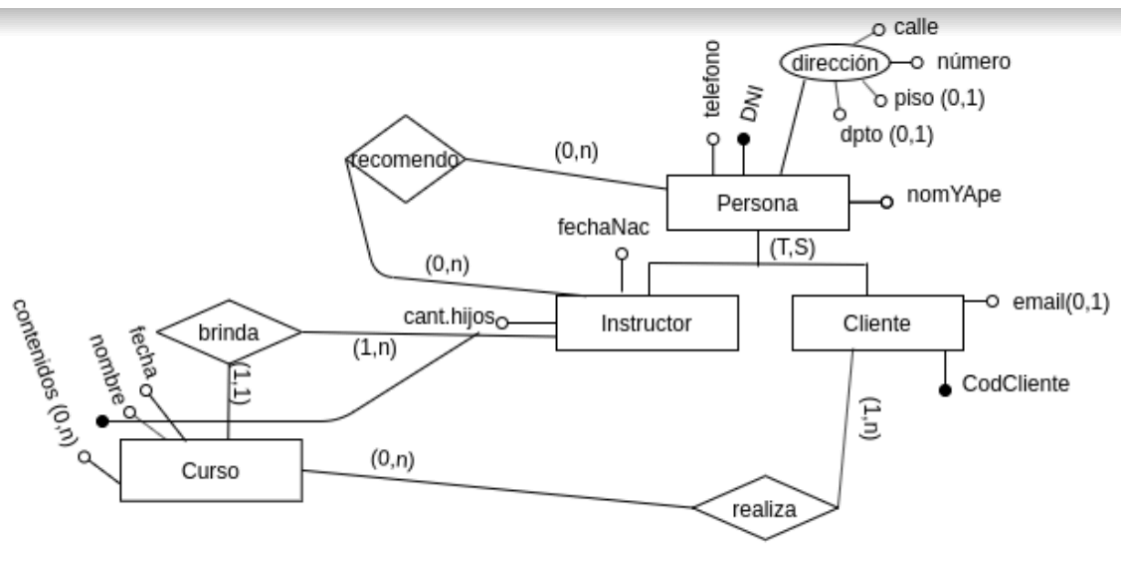 calle
dirección
número
piso (0,1)
dpto (0,1)
telefono
DNI
recomendo
(0,n)
Persona
nomYApe
(T,S)
fechaNac
(0,n)
cant.hijos
Instructor
Cliente
email(0,1)
CodCliente
brinda
(1,n)
(1,1)
contenidos (0,n)
nombre
fecha
Curso
(0,n)
(1,n)
realiza